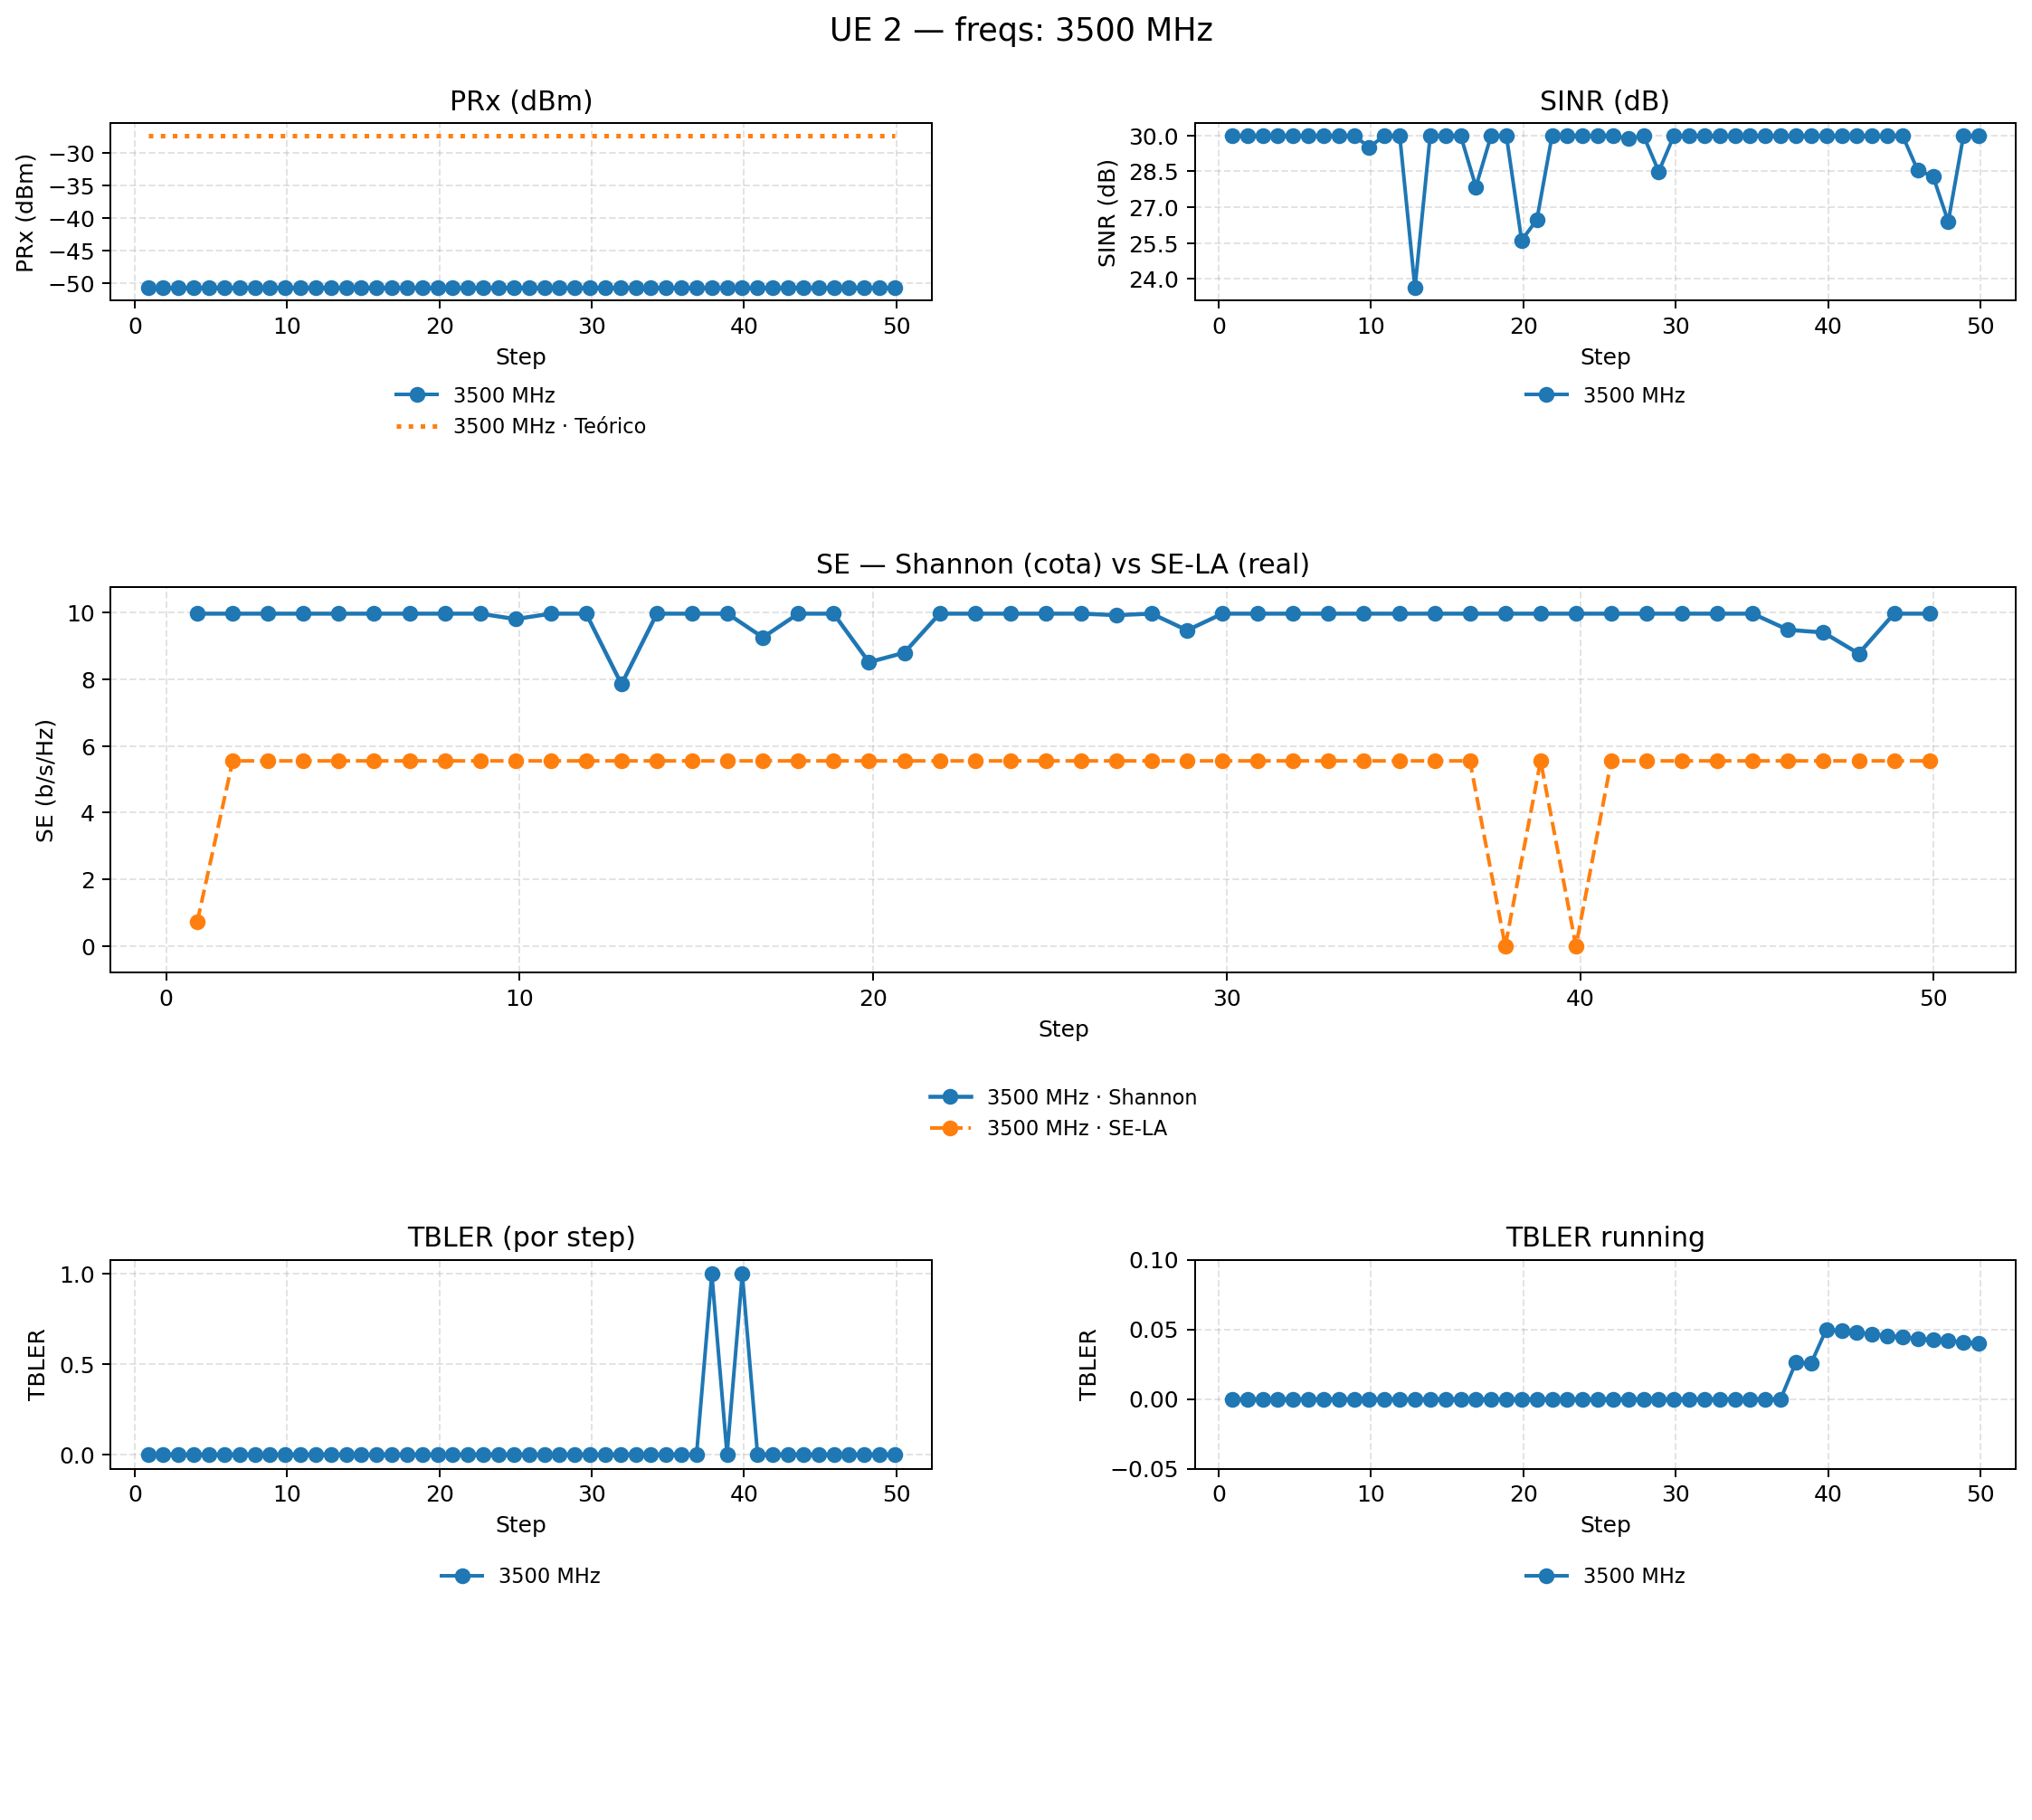 UE 2 — freqs: 3500 MHz
PRx (dBm)
PRx (dBm)
−30
−35
−40
−45
−50
0 10 20 30 40 50
Step
3500 MHz
3500 MHz · Teórico
SINR (dB)
SINR (dB)
30.0
28.5
27.0
25.5
24.0
0 10 20 30 40 50
Step
3500 MHz
SE — Shannon (cota) vs SE-LA (real)
SE (b/s/Hz)
10
8
6
4
2
0
0 10 20 30 40 50
Step
3500 MHz · Shannon
3500 MHz · SE-LA
TBLER (por step)
TBLER
1.0
0.5
0.0
0 10 20 30 40 50
Step
3500 MHz
TBLER running
TBLER
0.10
0.05
0.00
−0.05
0 10 20 30 40 50
Step
3500 MHz